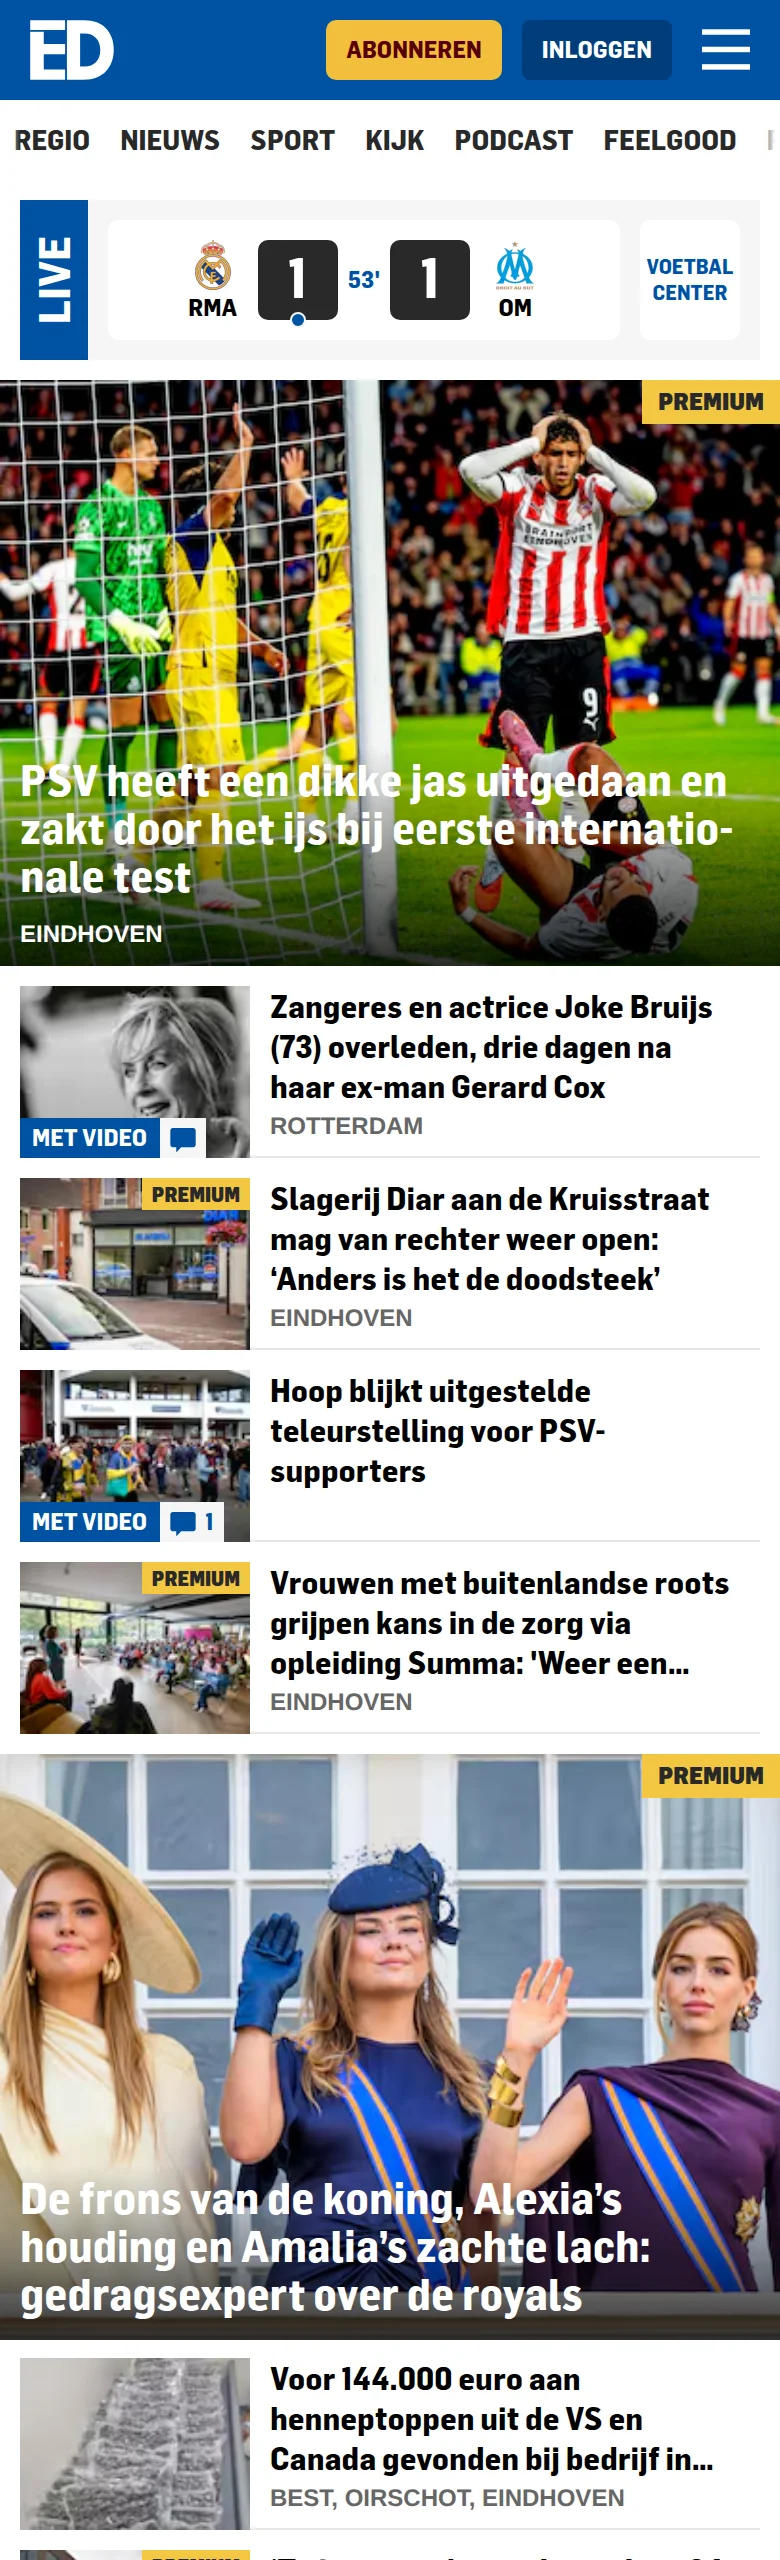 ED
ABONNEREN
INLOGGEN
REGIO NIEUWS SPORT KIJK PODCAST FEELGOOD
LIVE
RMA
1
53'
1
OM
VOETBAL
CENTER
PREMIUM
BRAINPORT
EINDHOVEN
9
PSV heeft een dikke jas uitgedaan en
zakt door het ijs bij eerste internatio-
nale test
EINDHOVEN
Zangeres en actrice Joke Bruijs
(73) overleden, drie dagen na
haar ex-man Gerard Cox
ROTTERDAM
MET VIDEO
PREMIUM
Slagerij Diar aan de Kruisstraat
mag van rechter weer open:
‘Anders is het de doodsteek’
EINDHOVEN
Hoop blijkt uitgestelde
teleurstelling voor PSV-
supporters
MET VIDEO
1
PREMIUM
Vrouwen met buitenlandse roots
grijpen kans in de zorg via
opleiding Summa: 'Weer een...
EINDHOVEN
PREMIUM
De frons van de koning, Alexia’s
houding en Amalia’s zachte lach:
gedragsexpert over de royals
Voor 144.000 euro aan
henneptoppen uit de VS en
Canada gevonden bij bedrijf in...
BEST, OIRSCHOT, EINDHOVEN